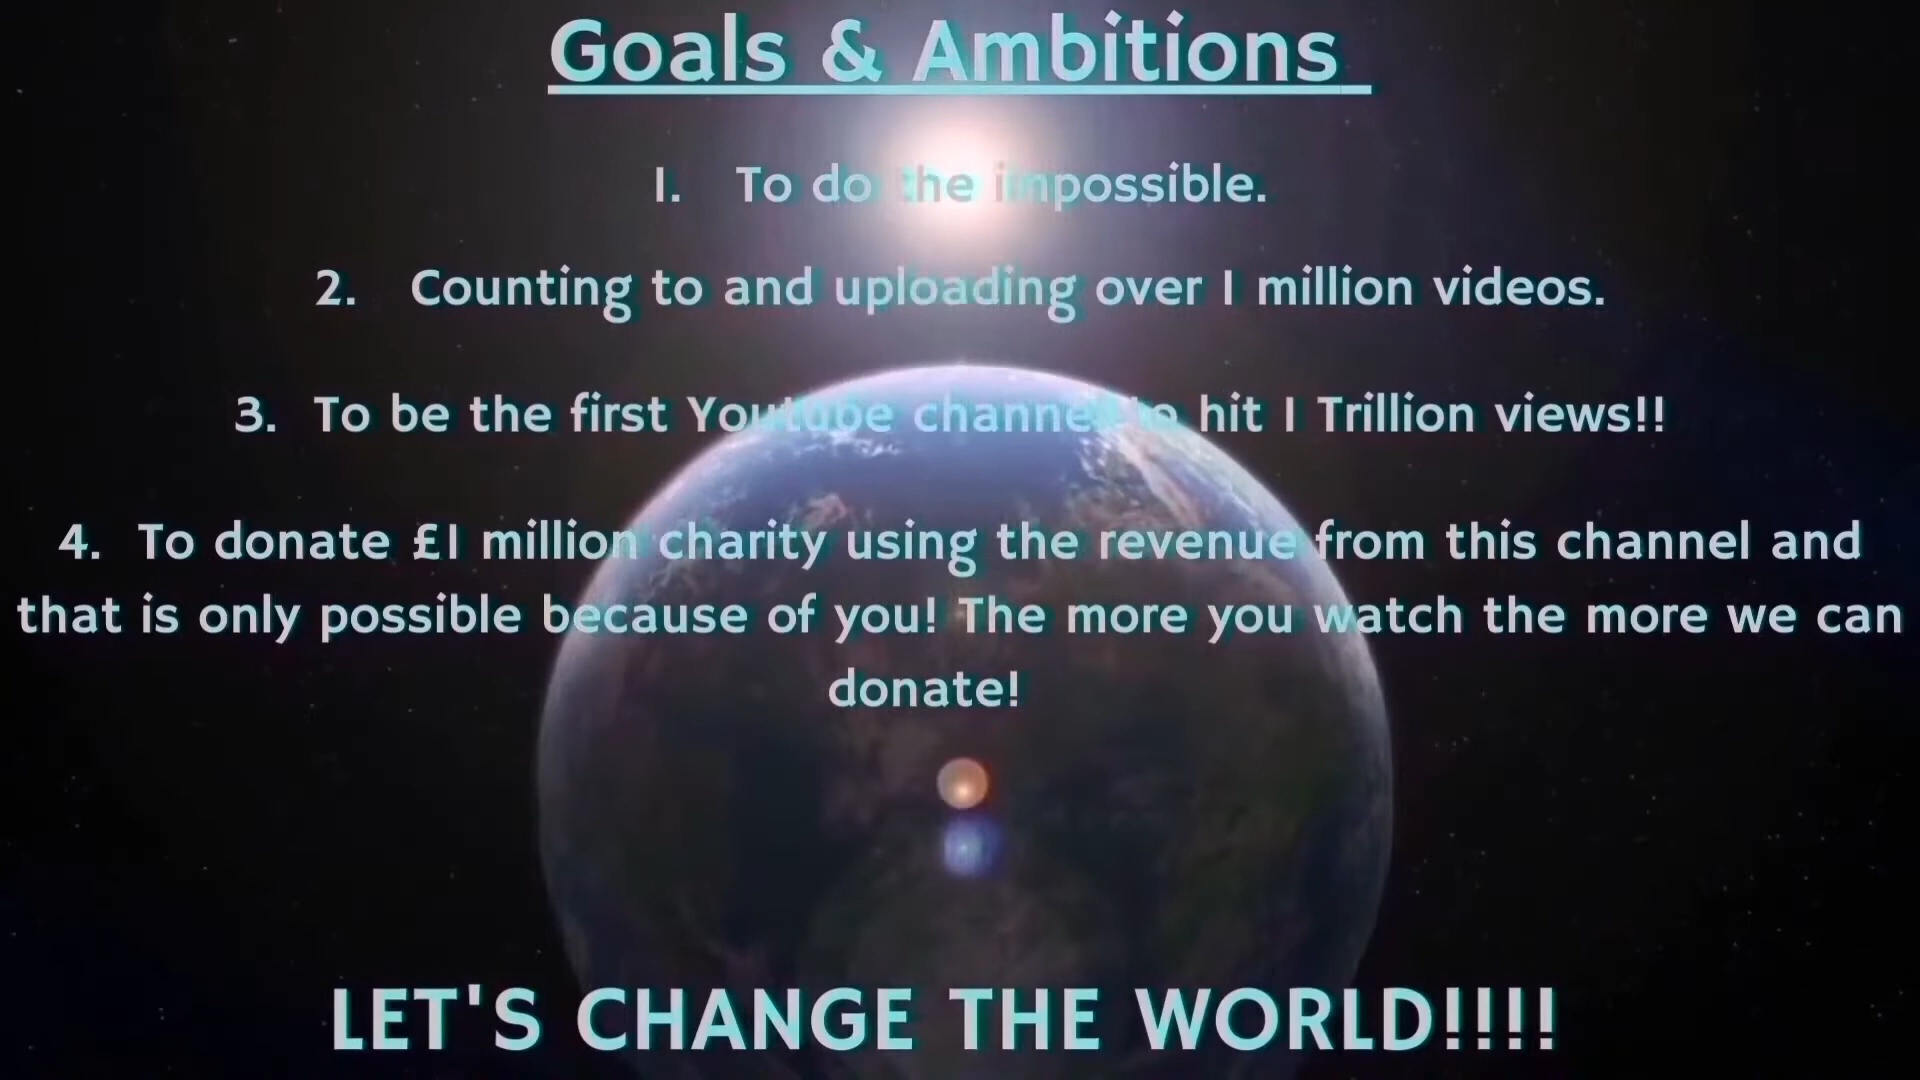 Goals & Ambitions
1. To do the impossible.
2. Counting to and uploading over 1 million videos.
3. To be the first Youtube channel to hit 1 Trillion views!!
4. To donate £1 million charity using the revenue from this channel and
that is only possible because of you! The more you watch the more we can
donate!
LET'S CHANGE THE WORLD!!!!